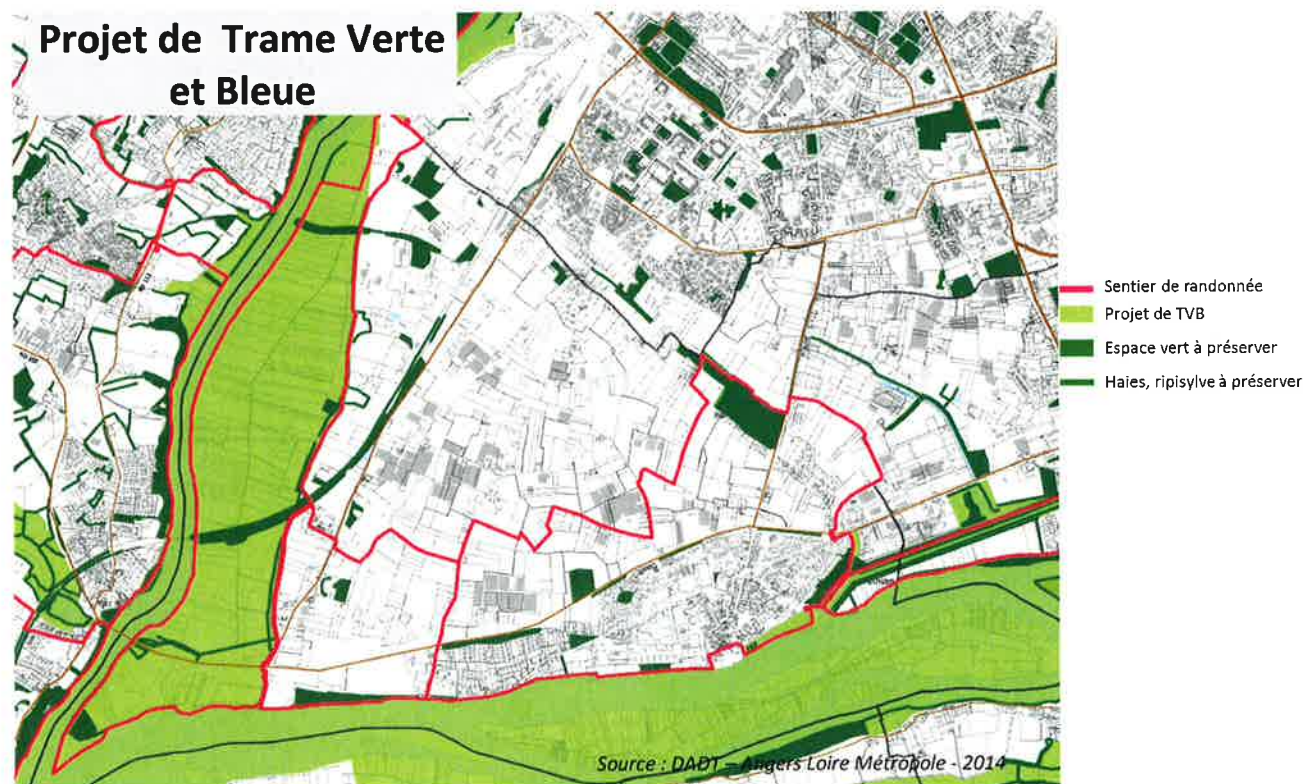 Projet de Trame Verte
et Bleue
Sentier de randonnée
Projet de TVB
Espace vert à préserver
Haies, ripisylve à préserver
Source : DADT – Angers Loire Métropole - 2014